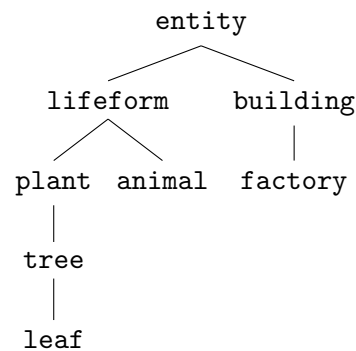 entity
lifeform building
plant animal factory
tree
leaf